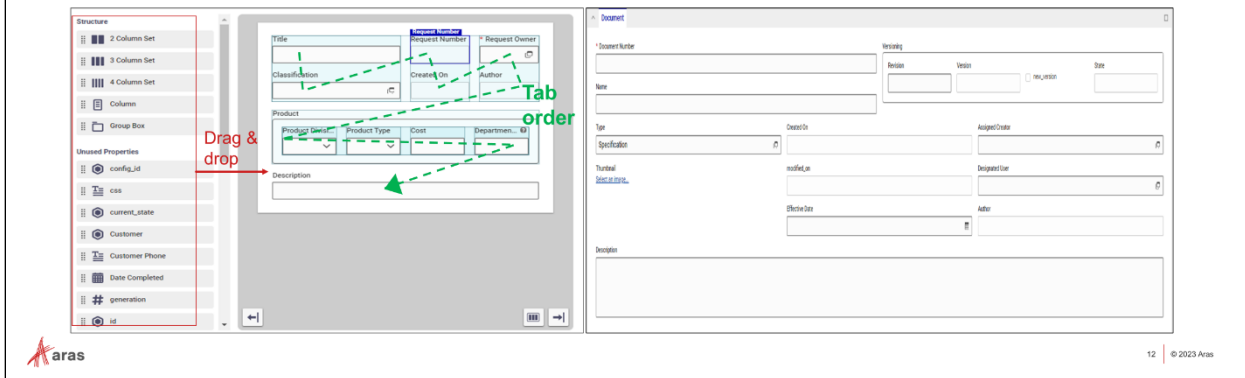 Structure
2 Column Set
3 Column Set
4 Column Set
Column
Group Box
Unused Properties
config_id
css
current_state
Customer
Customer Phone
Date Completed
generation
id
Drag &
drop
Title
Request Number
Request Number
* Request Owner
Classification
Created On
Author
Tab
order
Product
Product Divisi...
Product Type
Cost
Departmen...
Description
Document
* Document Number
Name
Versioning
Revision
Version
new_version
State
Type
Specification
Created On
Assigned Creator
Thumbnail
Select an image...
modified_on
Designated User
Effective Date
Author
Description
aras
12
© 2023 Aras